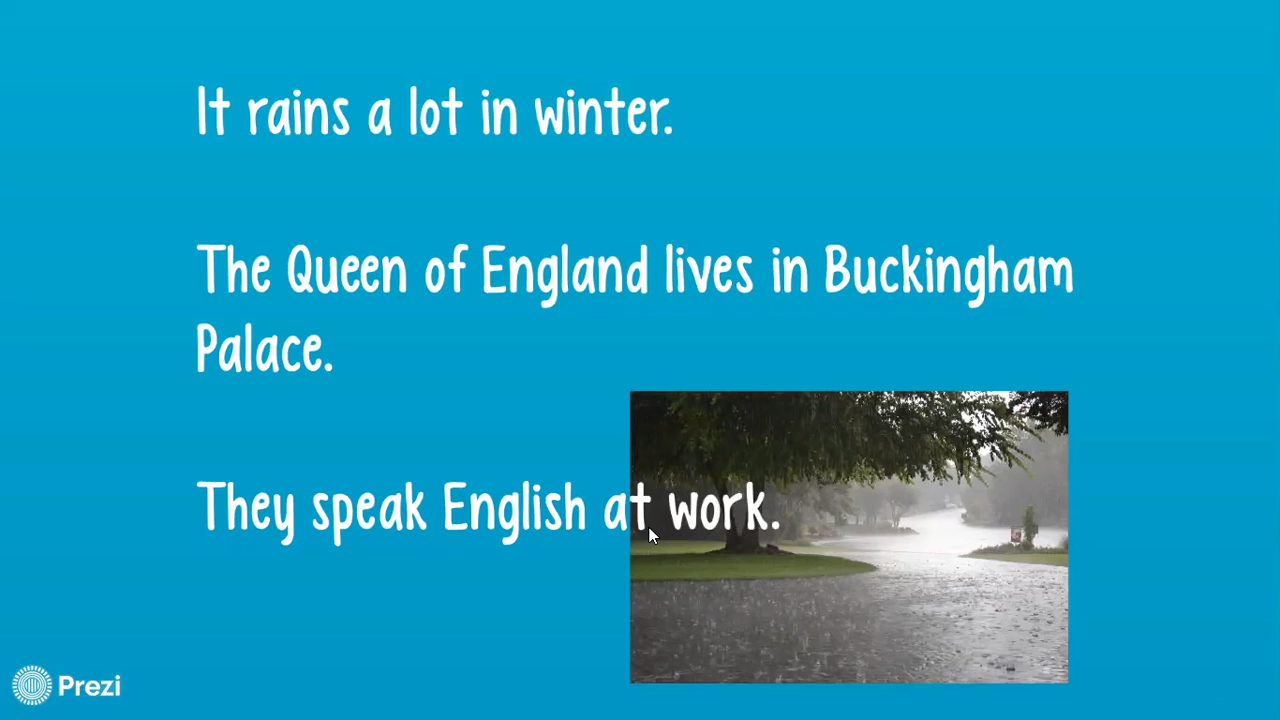 It rains a lot in winter.
The Queen of England lives in Buckingham
Palace.
They speak English at work.
Prezi